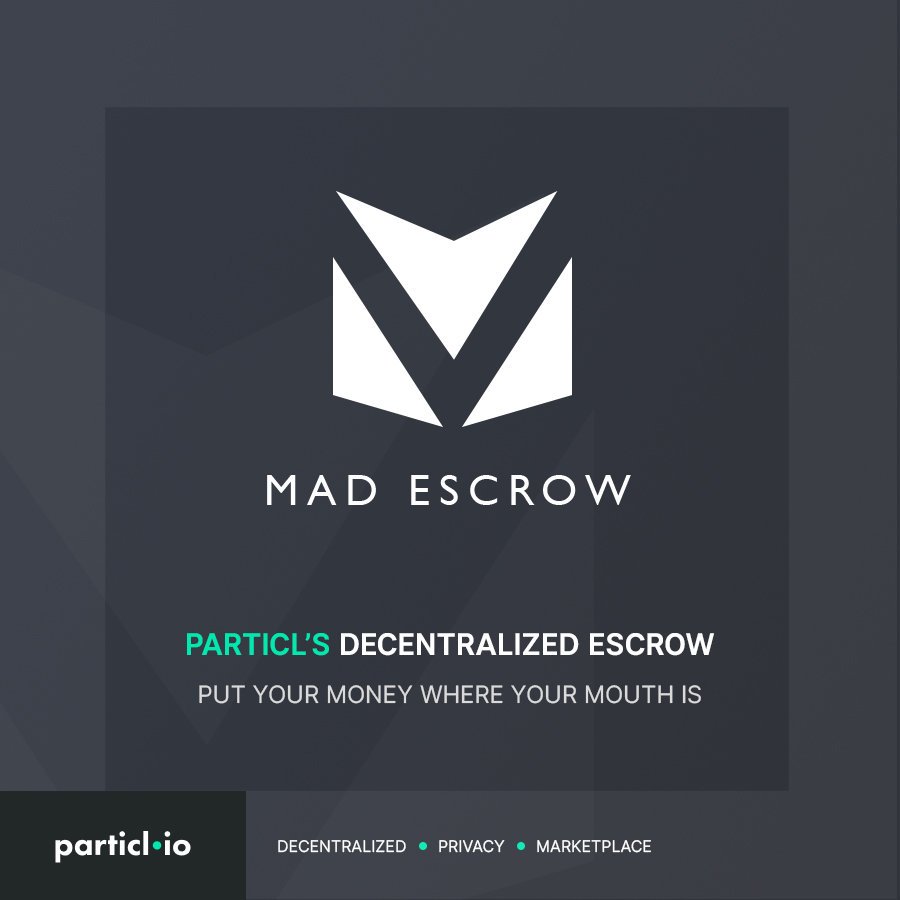 MAD ESCROW
PARTICL’S DECENTRALIZED ESCROW
PUT YOUR MONEY WHERE YOUR MOUTH IS
particl•io
DECENTRALIZED • PRIVACY • MARKETPLACE